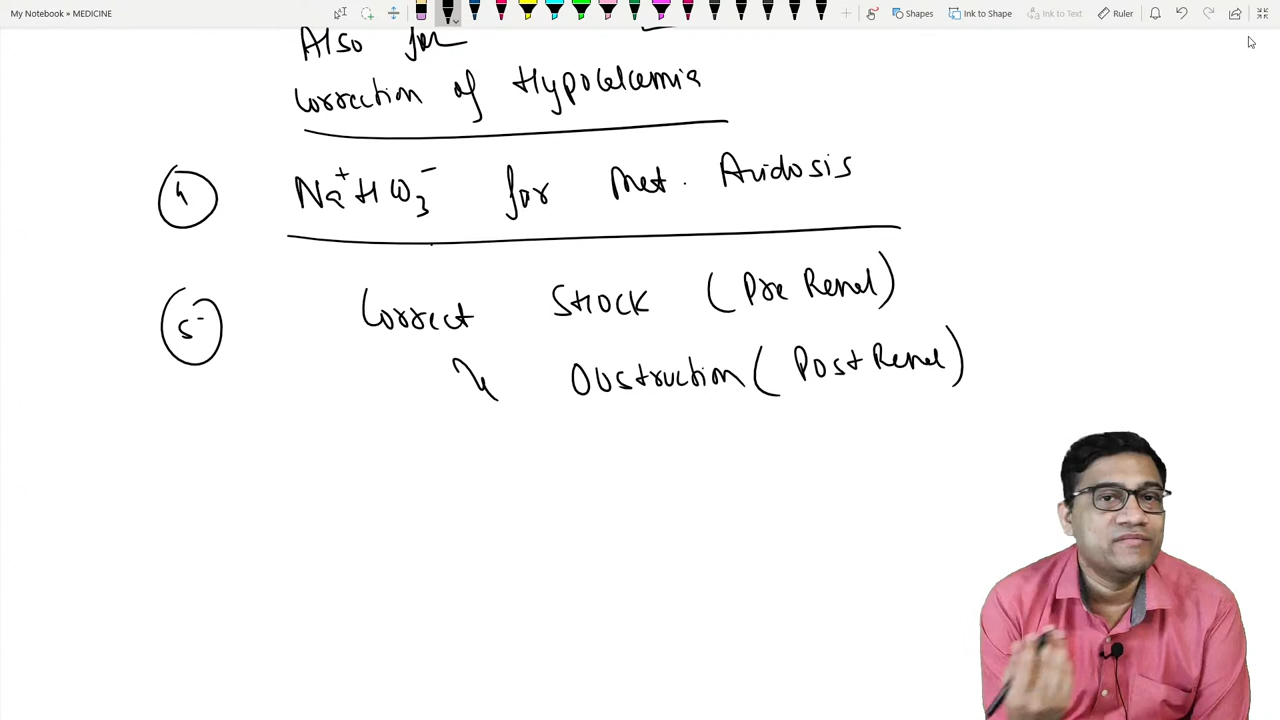 My Notebook » MEDICINE
Shapes Ink to Shape Ink to Text Ruler
Also for
Correction of Hypocalcemia
4 Na+HCO3- for Met. Acidosis
5 Correct SHOCK (Pre Renal)
Obstruction (Post Renal)